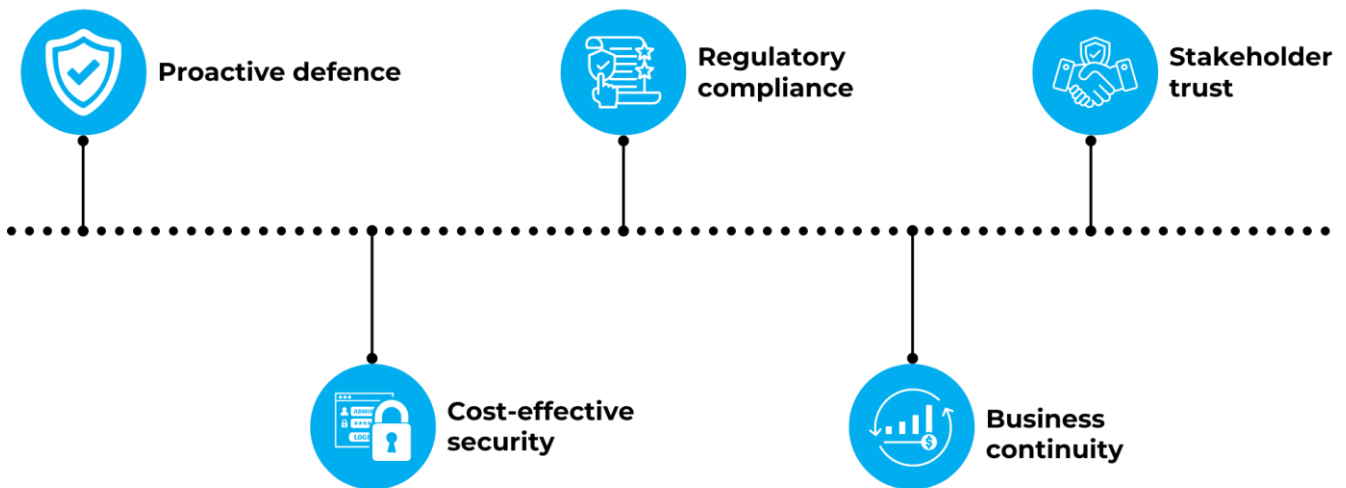 Proactive defence
Regulatory
compliance
Stakeholder
trust
Cost-effective
security
Business
continuity
$